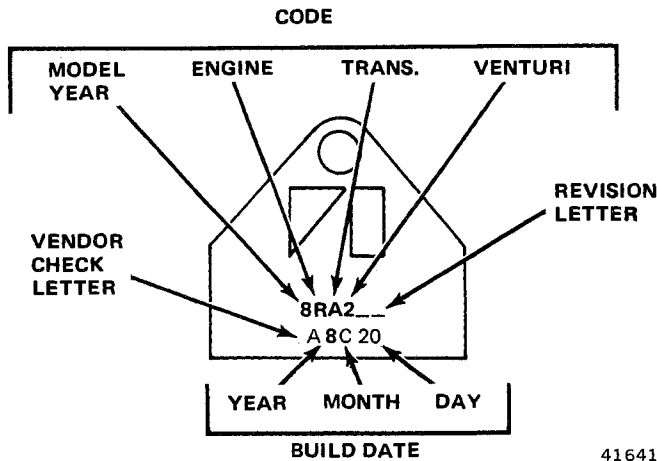 CODE
MODEL YEAR
ENGINE
TRANS.
VENTURI
REVISION LETTER
VENDOR CHECK LETTER
8RA2__
A 8C 20
YEAR MONTH DAY
BUILD DATE
41641